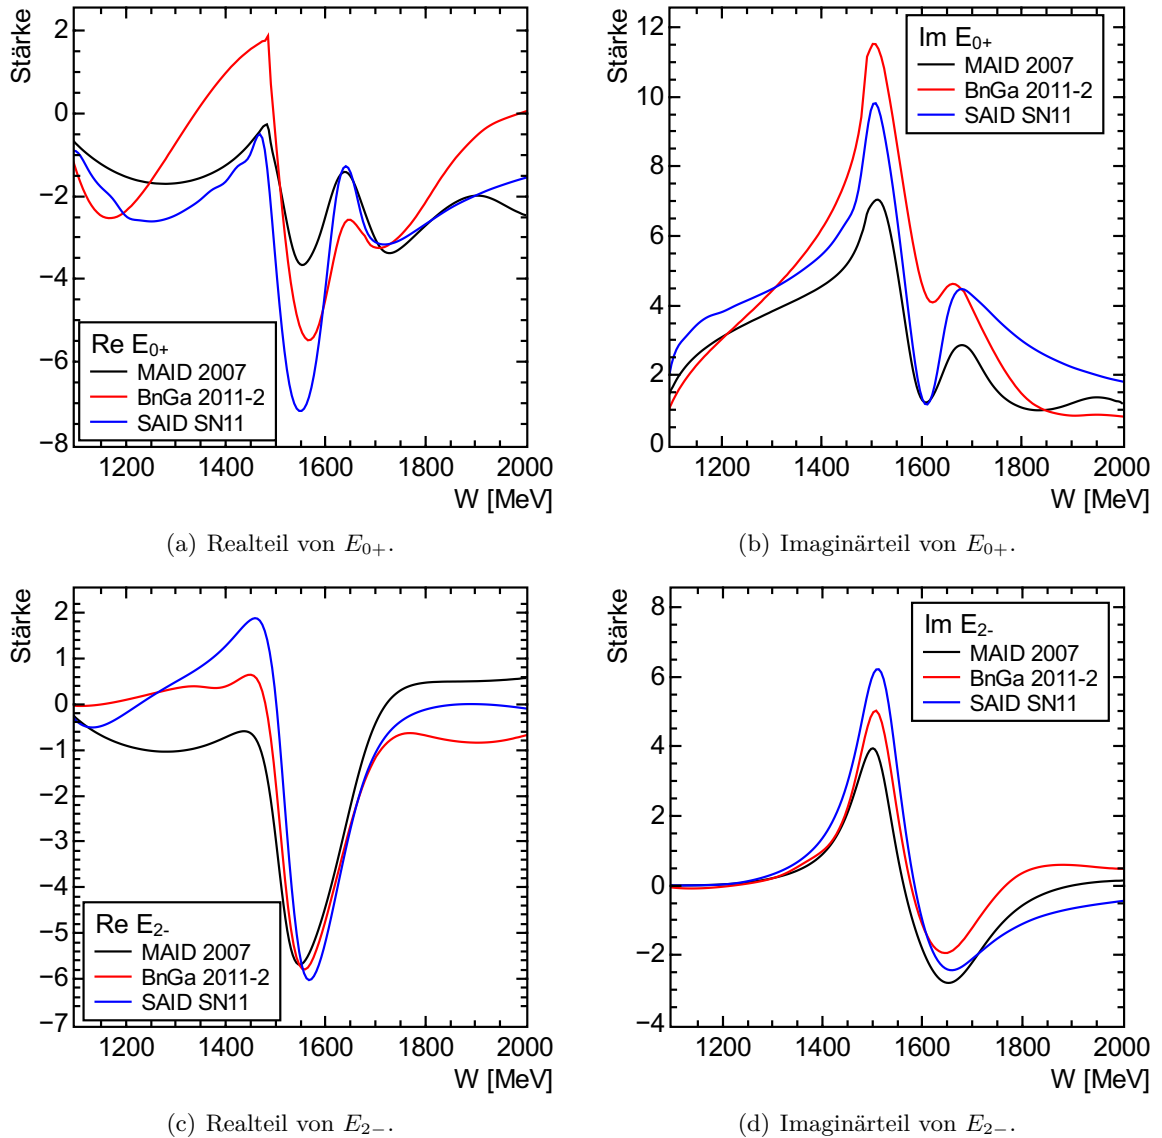 Stärke
2
0
−2
−4
−6
−8
1200
1400
1600
1800
2000
W [MeV]
Re E0+
MAID 2007
BnGa 2011-2
SAID SN11
(a) Realteil von E0+.
Stärke
12
10
8
6
4
2
0
1200
1400
1600
1800
2000
W [MeV]
Im E0+
MAID 2007
BnGa 2011-2
SAID SN11
(b) Imaginärteil von E0+.
Stärke
2
1
0
−1
−2
−3
−4
−5
−6
−7
1200
1400
1600
1800
2000
W [MeV]
Re E2-
MAID 2007
BnGa 2011-2
SAID SN11
(c) Realteil von E2−.
Stärke
8
6
4
2
0
−2
−4
1200
1400
1600
1800
2000
W [MeV]
Im E2-
MAID 2007
BnGa 2011-2
SAID SN11
(d) Imaginärteil von E2−.